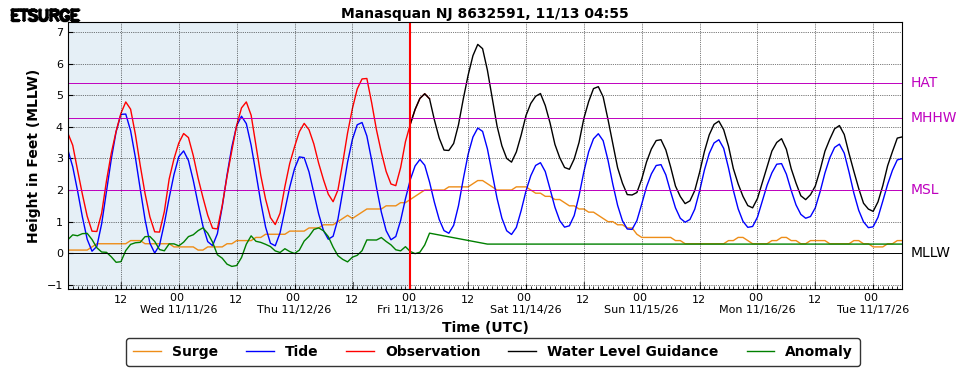 ETSURGE
Manasquan NJ 8632591, 11/13 04:55
Height in Feet (MLLW)
7
6
5
4
3
2
1
0
−1
HAT
MHHW
MSL
MLLW
12 00 12 00 12 00 12 00 12 00 12 00 12 00
Wed 11/11/26 Thu 11/12/26 Fri 11/13/26 Sat 11/14/26 Sun 11/15/26 Mon 11/16/26 Tue 11/17/26
Time (UTC)
Surge Tide Observation Water Level Guidance Anomaly